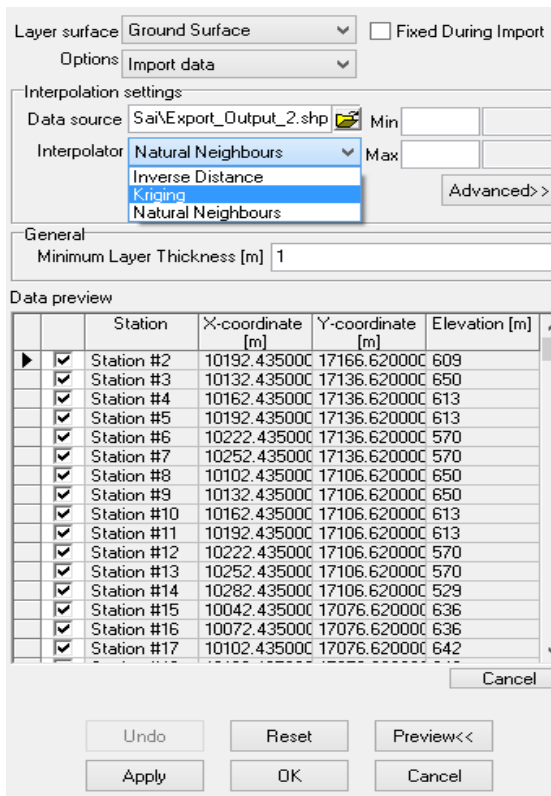 Layer surface Ground Surface Fixed During Import
Options Import data
Interpolation settings
Data source Sai\Export_Output_2.shp Min
Interpolator Natural Neighbours Max
Inverse Distance
Kriging
Natural Neighbours
Advanced>>
General
Minimum Layer Thickness [m] 1
Data preview
Station X-coordinate [m] Y-coordinate [m] Elevation [m]
Station #2 10192.435000 17166.620000 609
Station #3 10132.435000 17136.620000 650
Station #4 10162.435000 17136.620000 613
Station #5 10192.435000 17136.620000 613
Station #6 10222.435000 17136.620000 570
Station #7 10252.435000 17136.620000 570
Station #8 10102.435000 17106.620000 650
Station #9 10132.435000 17106.620000 650
Station #10 10162.435000 17106.620000 613
Station #11 10192.435000 17106.620000 613
Station #12 10222.435000 17106.620000 570
Station #13 10252.435000 17106.620000 570
Station #14 10282.435000 17106.620000 529
Station #15 10042.435000 17076.620000 636
Station #16 10072.435000 17076.620000 636
Station #17 10102.435000 17076.620000 642
Cancel
Undo Reset Preview<<
Apply OK Cancel